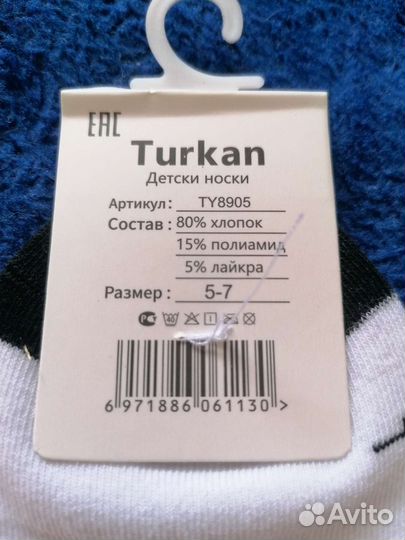 EAC
Turkan
Детски носки
Артикул: TY8905
Состав: 80% хлопок
15% полиамид
5% лайкра
Размер: 5-7
6 971886 061130 >
Avito